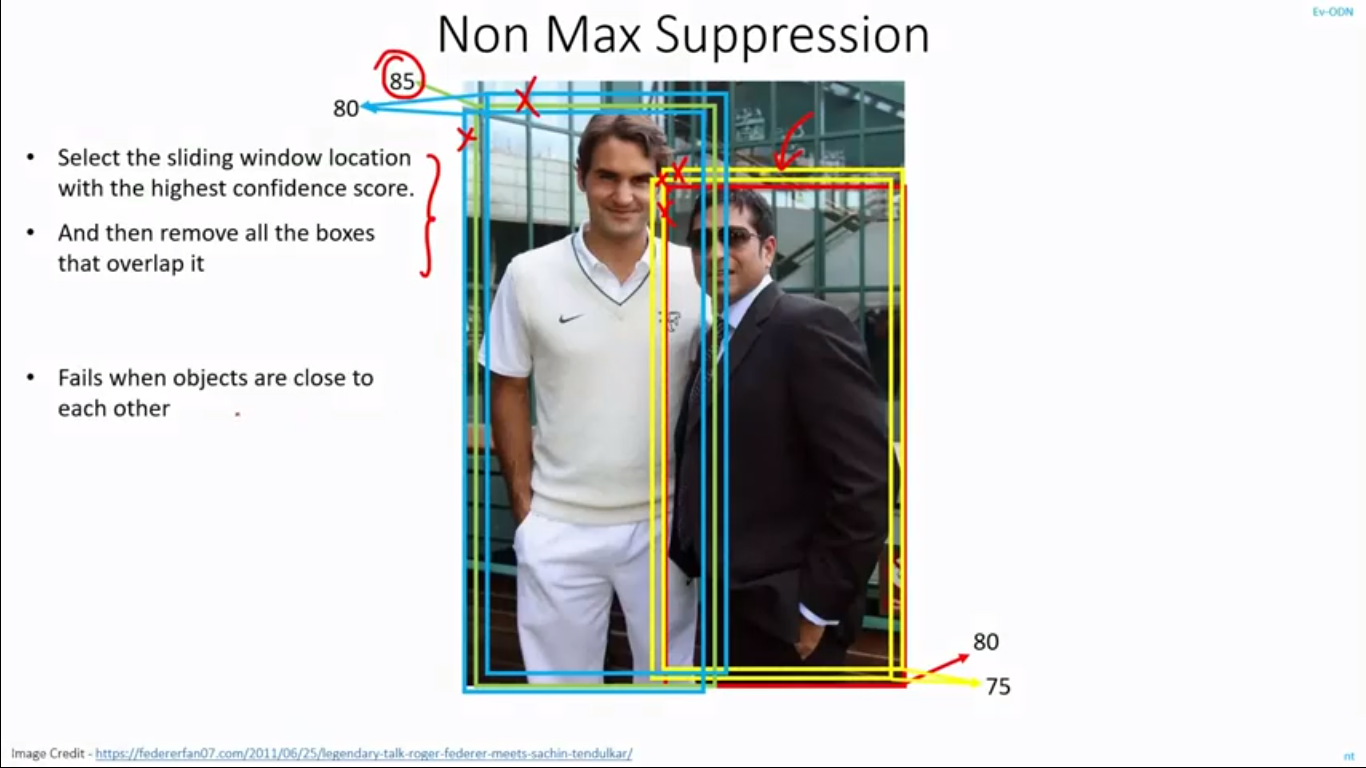 Ev-ODN
Non Max Suppression
85
80
• Select the sliding window location
with the highest confidence score.
• And then remove all the boxes
that overlap it
• Fails when objects are close to
each other
80
75
Image Credit - https://federerfan07.com/2011/06/25/legendary-talk-roger-federer-meets-sachin-tendulkar/
nt